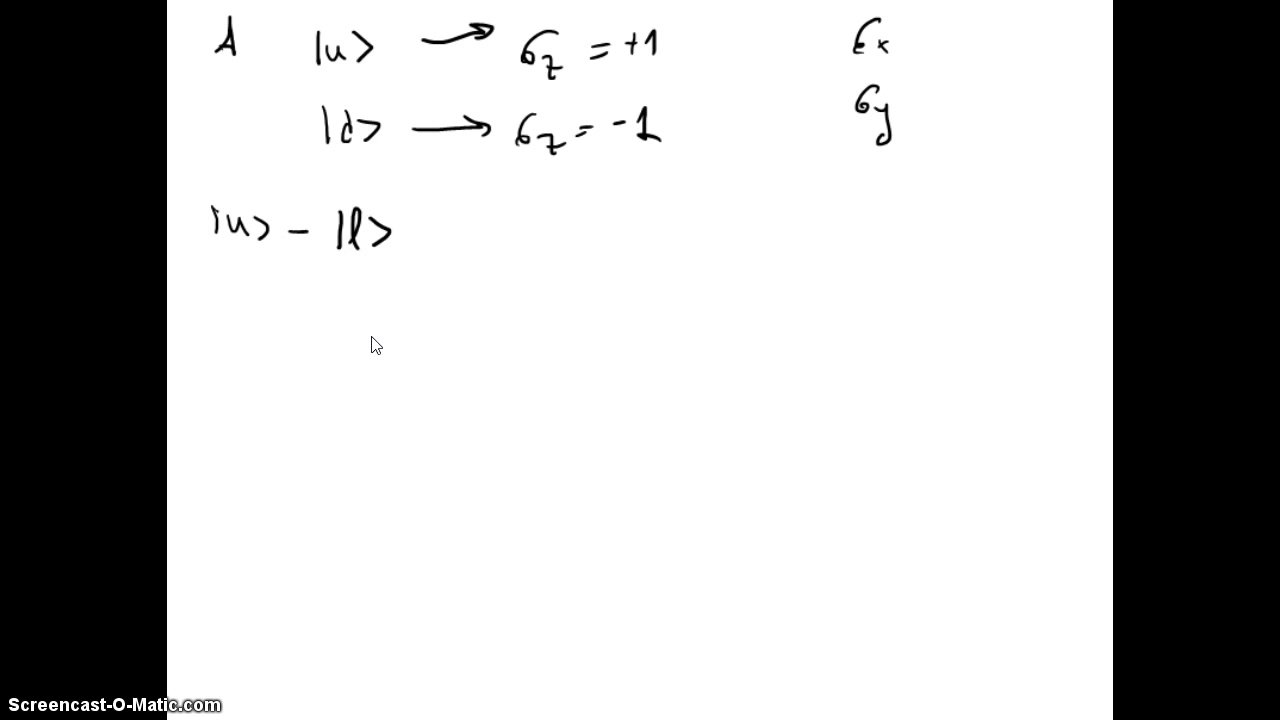 A |u> → σz = +1 σx
|d> → σz = -1 σy
|u> - |l>
Screencast-O-Matic.com